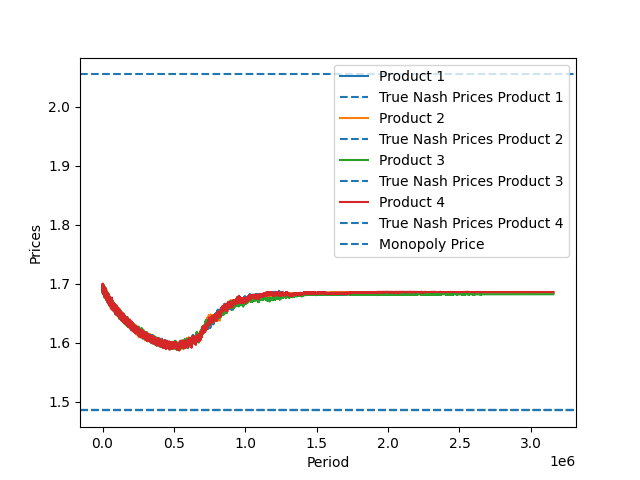 Product 1
True Nash Prices Product 1
Product 2
True Nash Prices Product 2
Product 3
True Nash Prices Product 3
Product 4
True Nash Prices Product 4
Monopoly Price
Prices
2.0
1.9
1.8
1.7
1.6
1.5
0.0 0.5 1.0 1.5 2.0 2.5 3.0
1e6
Period